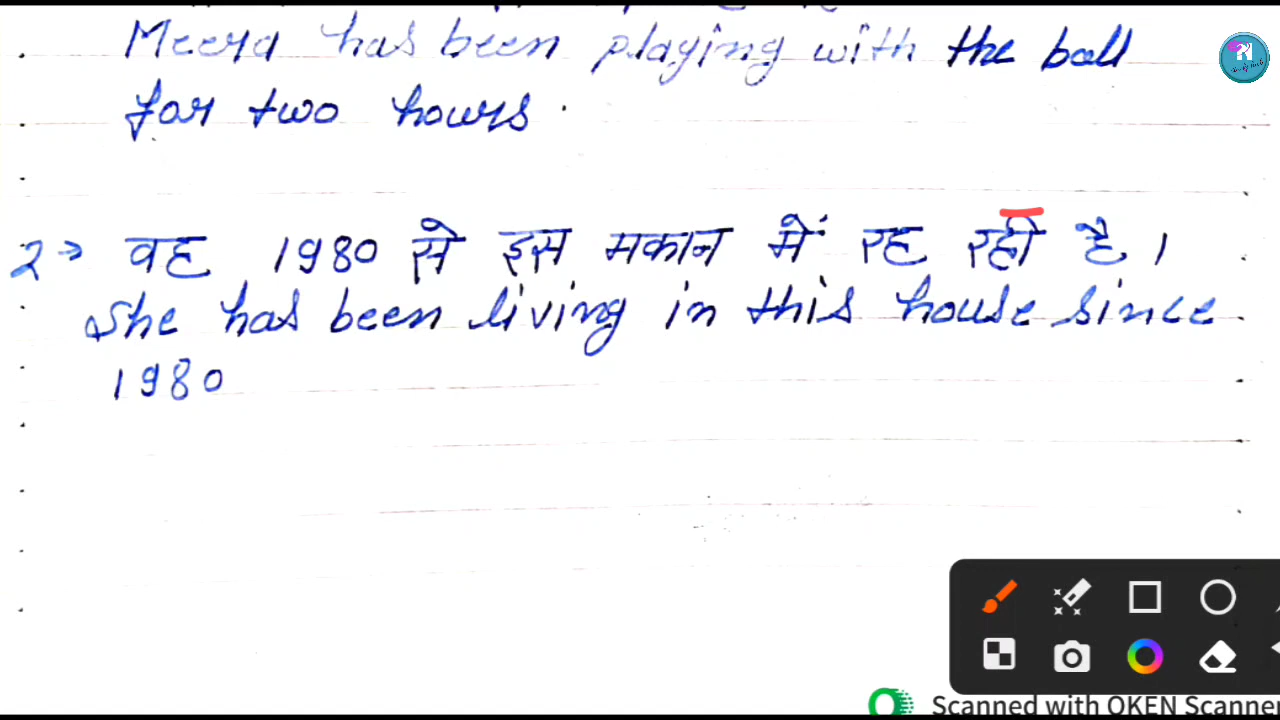 Meera has been playing with the ball
for two hours.
2→ वह 1980 से इस मकान में रह रही है।
She has been living in this house since
1980
Scanned with OKEN Scanner